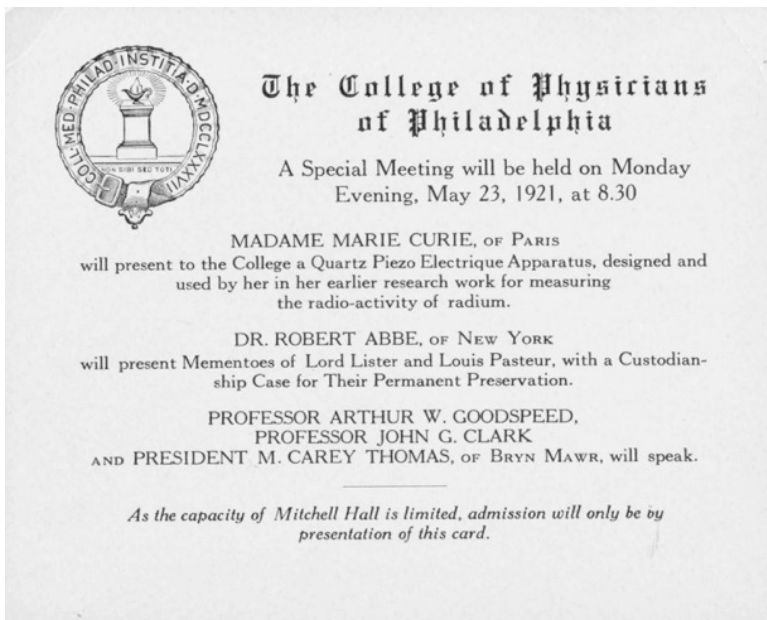 COLL·MED·PHILAD·INSTIT·A·D·MDCCLXXXVII
NON SIBI SED TOTI
The College of Physicians
of Philadelphia
A Special Meeting will be held on Monday
Evening, May 23, 1921, at 8.30
MADAME MARIE CURIE, OF PARIS
will present to the College a Quartz Piezo Electrique Apparatus, designed and
used by her in her earlier research work for measuring
the radio-activity of radium.
DR. ROBERT ABBE, OF NEW YORK
will present Mementoes of Lord Lister and Louis Pasteur, with a Custodian-
ship Case for Their Permanent Preservation.
PROFESSOR ARTHUR W. GOODSPEED,
PROFESSOR JOHN G. CLARK
AND PRESIDENT M. CAREY THOMAS, OF BRYN MAWR, will speak.
As the capacity of Mitchell Hall is limited, admission will only be by
presentation of this card.